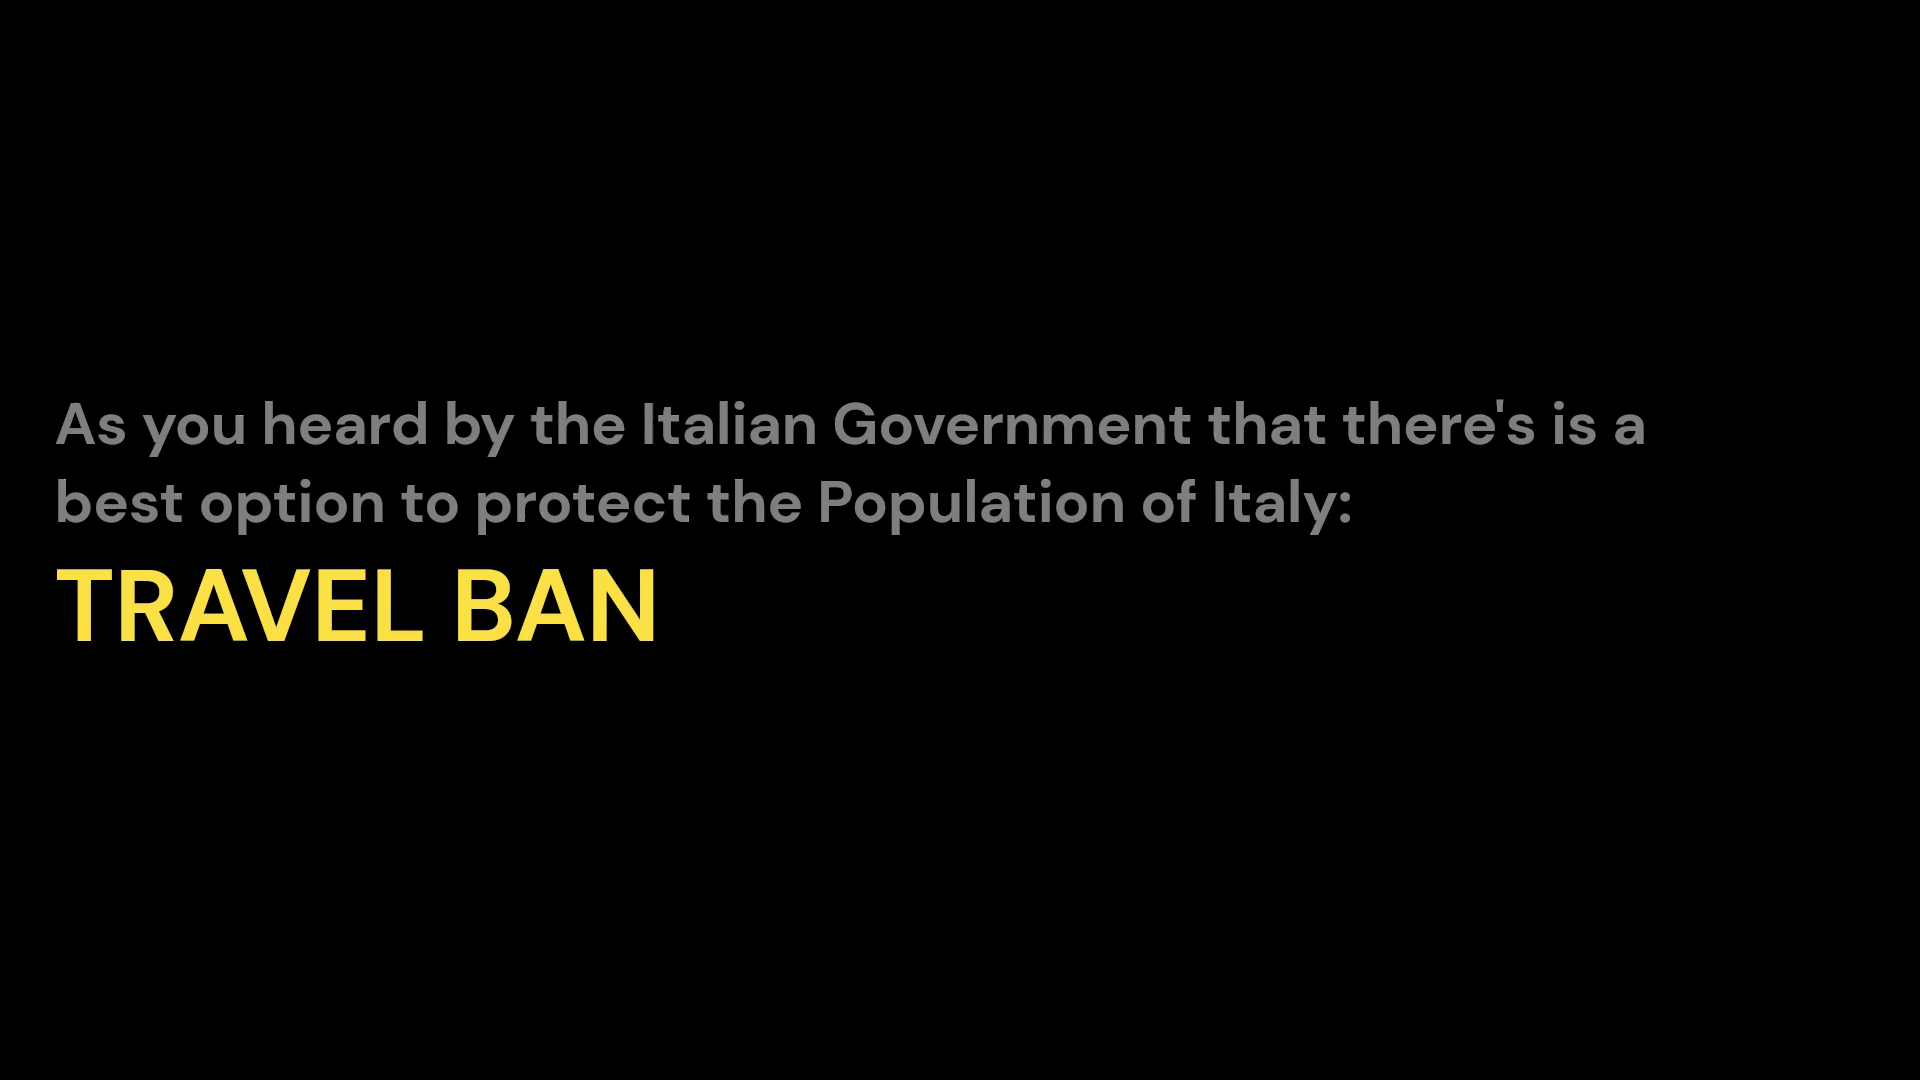 As you heard by the Italian Government that there's is a
best option to protect the Population of Italy:
TRAVEL BAN